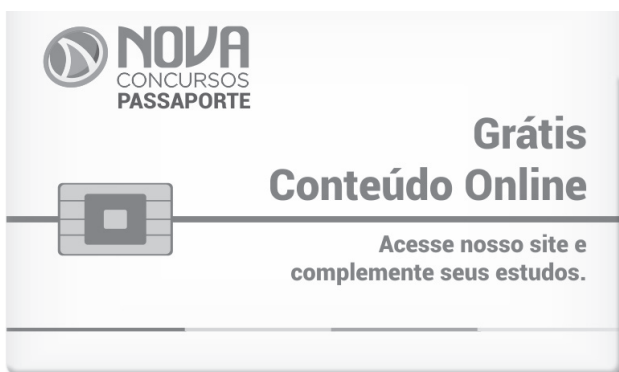 NOVA
CONCURSOS
PASSAPORTE
Grátis
Conteúdo Online
Acesse nosso site e
complemente seus estudos.